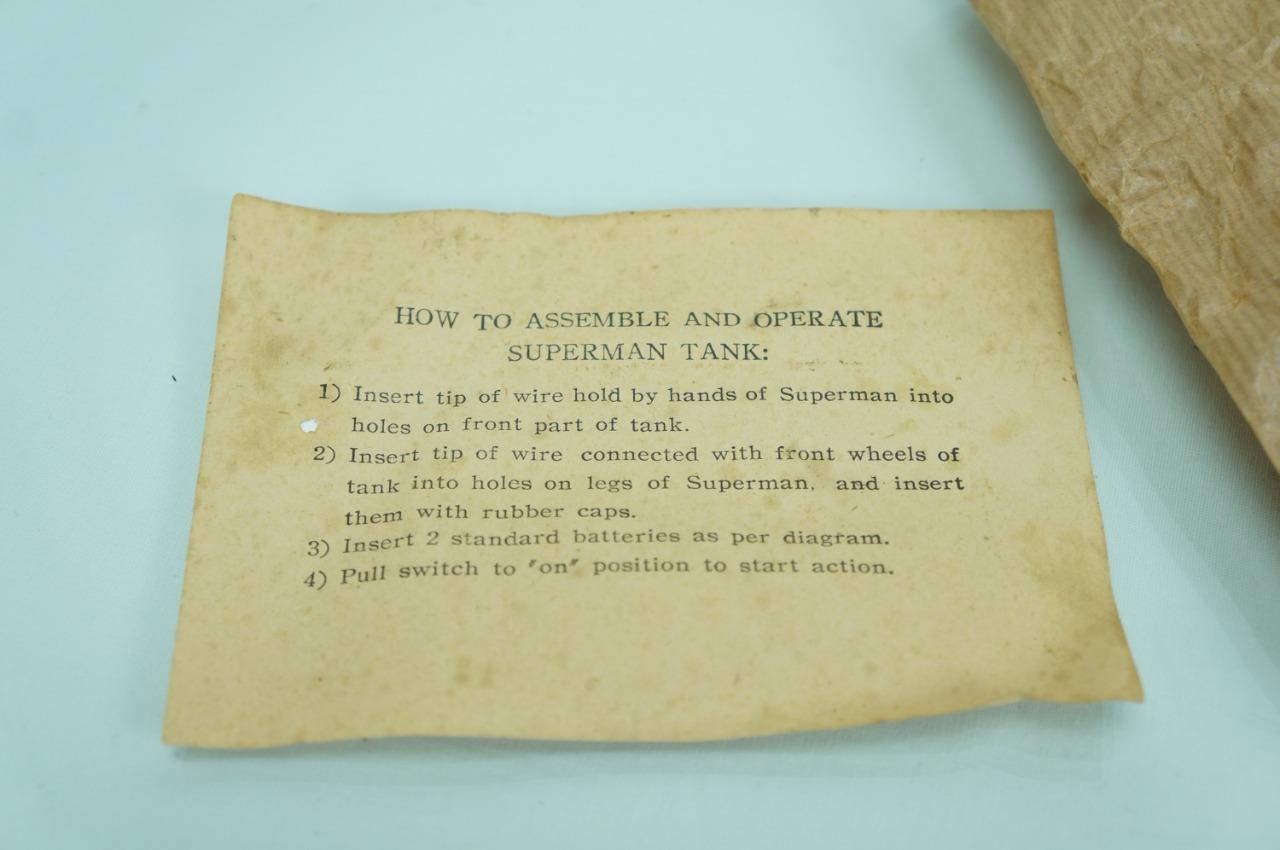 HOW TO ASSEMBLE AND OPERATE
SUPERMAN TANK:
1) Insert tip of wire hold by hands of Superman into
holes on front part of tank.
2) Insert tip of wire connected with front wheels of
tank into holes on legs of Superman, and insert
them with rubber caps.
3) Insert 2 standard batteries as per diagram.
4) Pull switch to "on" position to start action.